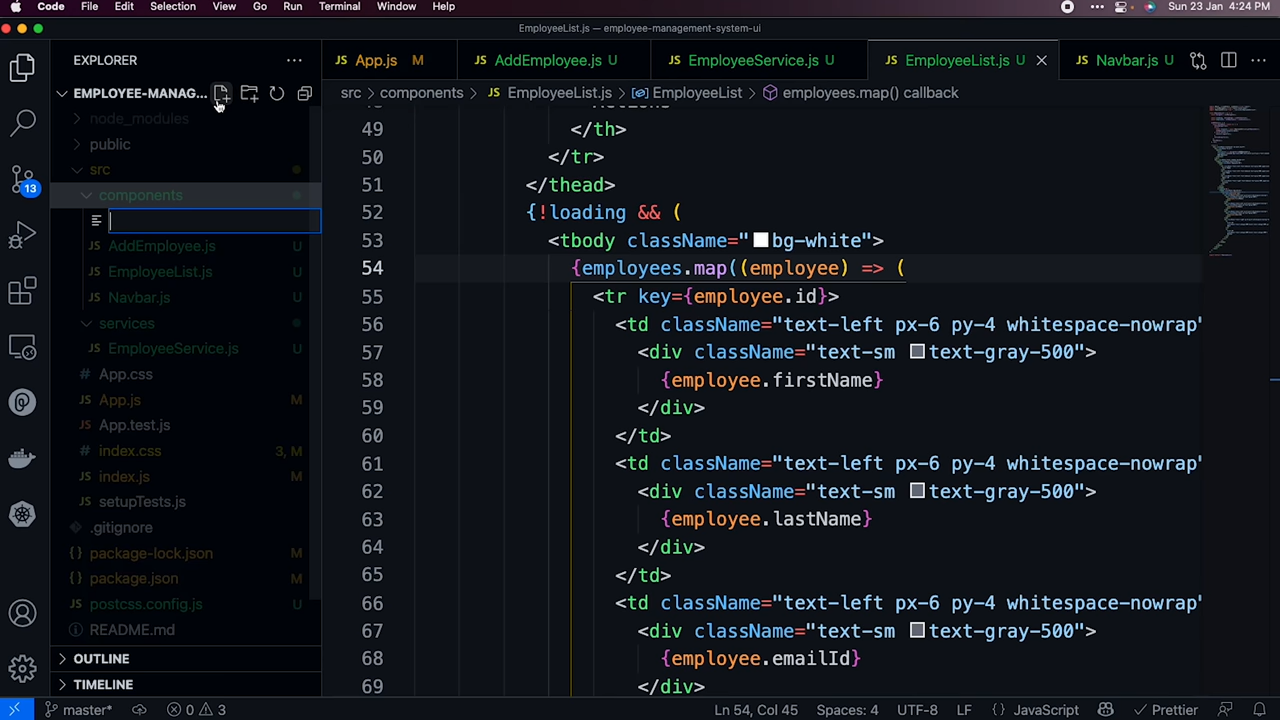 Code File Edit Selection View Go Run Terminal Window Help Sun 23 Jan 4:24 PM
EmployeeList.js — employee-management-system-ui
EXPLORER
JS App.js M
JS AddEmployee.js U
JS EmployeeService.js U
JS EmployeeList.js U
JS Navbar.js U
EMPLOYEE-MANAG...
src > components > JS EmployeeList.js > EmployeeList > employees.map() callback
node_modules
public
src
components
JS AddEmployee.js U
JS EmployeeList.js U
JS Navbar.js U
services
JS EmployeeService.js U
# App.css
JS App.js M
JS App.test.js
# index.css 3, M
JS index.js M
JS setupTests.js
.gitignore
{} package-lock.json M
{} package.json M
JS postcss.config.js U
README.md
OUTLINE
TIMELINE
13
49 </th>
50 </tr>
51 </thead>
52 {!loading && (
53 <tbody className="bg-white">
54 {employees.map((employee) => (
55 <tr key={employee.id}>
56 <td className="text-left px-6 py-4 whitespace-nowrap"
57 <div className="text-sm text-gray-500">
58 {employee.firstName}
59 </div>
60 </td>
61 <td className="text-left px-6 py-4 whitespace-nowrap"
62 <div className="text-sm text-gray-500">
63 {employee.lastName}
64 </div>
65 </td>
66 <td className="text-left px-6 py-4 whitespace-nowrap"
67 <div className="text-sm text-gray-500">
68 {employee.emailId}
69 </div>
master* 0 3 Ln 54, Col 45 Spaces: 4 UTF-8 LF {} JavaScript Prettier